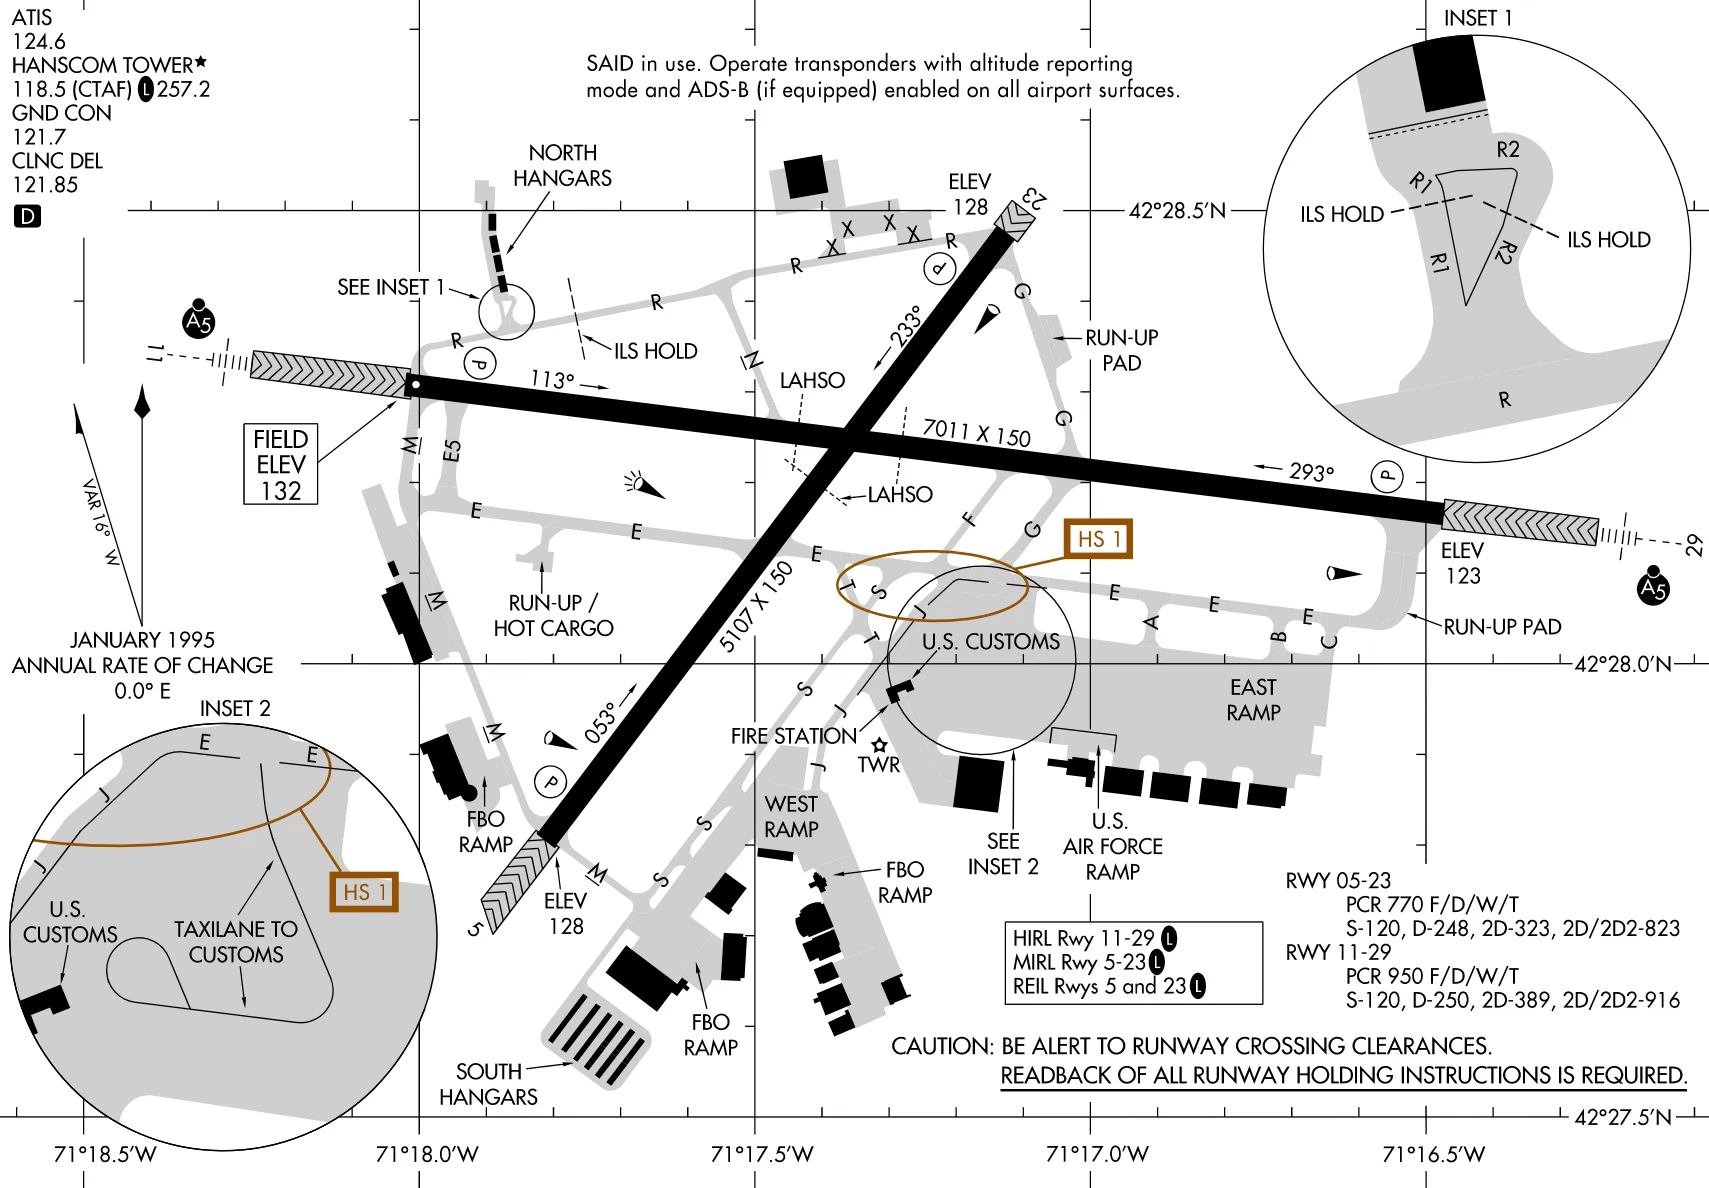 ATIS
124.6
HANSCOM TOWER★
118.5 (CTAF) L 257.2
GND CON
121.7
CLNC DEL
121.85
D
SAID in use. Operate transponders with altitude reporting
mode and ADS-B (if equipped) enabled on all airport surfaces.
INSET 1
R2
R1
ILS HOLD
ILS HOLD
R1
R2
R
NORTH
HANGARS
ELEV
128
23
42°28.5'N
X
X
X
X
R
R
R
R
P
G
SEE INSET 1
A5
11
P
ILS HOLD
M
233°
RUN-UP
PAD
113°
LAHSO
G
7011 X 150
FIELD
ELEV
132
M
E5
LAHSO
293°
P
VAR 16° W
E
E
E
F
G
HS 1
ELEV
123
29
A5
RUN-UP /
HOT CARGO
M
5107 X 150
T
S
J
E
E
E
A
B
C
RUN-UP PAD
T
U.S. CUSTOMS
JANUARY 1995
ANNUAL RATE OF CHANGE
0.0° E
42°28.0'N
EAST
RAMP
INSET 2
E
E
J
J
HS 1
U.S.
CUSTOMS
TAXILANE TO
CUSTOMS
M
053°
S
J
FIRE STATION
TWR
J
P
FBO
RAMP
WEST
RAMP
S
SEE
INSET 2
U.S.
AIR FORCE
RAMP
M
S
ELEV
128
5
FBO
RAMP
RWY 05-23
PCR 770 F/D/W/T
S-120, D-248, 2D-323, 2D/2D2-823
RWY 11-29
PCR 950 F/D/W/T
S-120, D-250, 2D-389, 2D/2D2-916
HIRL Rwy 11-29 L
MIRL Rwy 5-23 L
REIL Rwys 5 and 23 L
FBO
RAMP
SOUTH
HANGARS
CAUTION: BE ALERT TO RUNWAY CROSSING CLEARANCES.
READBACK OF ALL RUNWAY HOLDING INSTRUCTIONS IS REQUIRED.
42°27.5'N
71°18.5'W
71°18.0'W
71°17.5'W
71°17.0'W
71°16.5'W